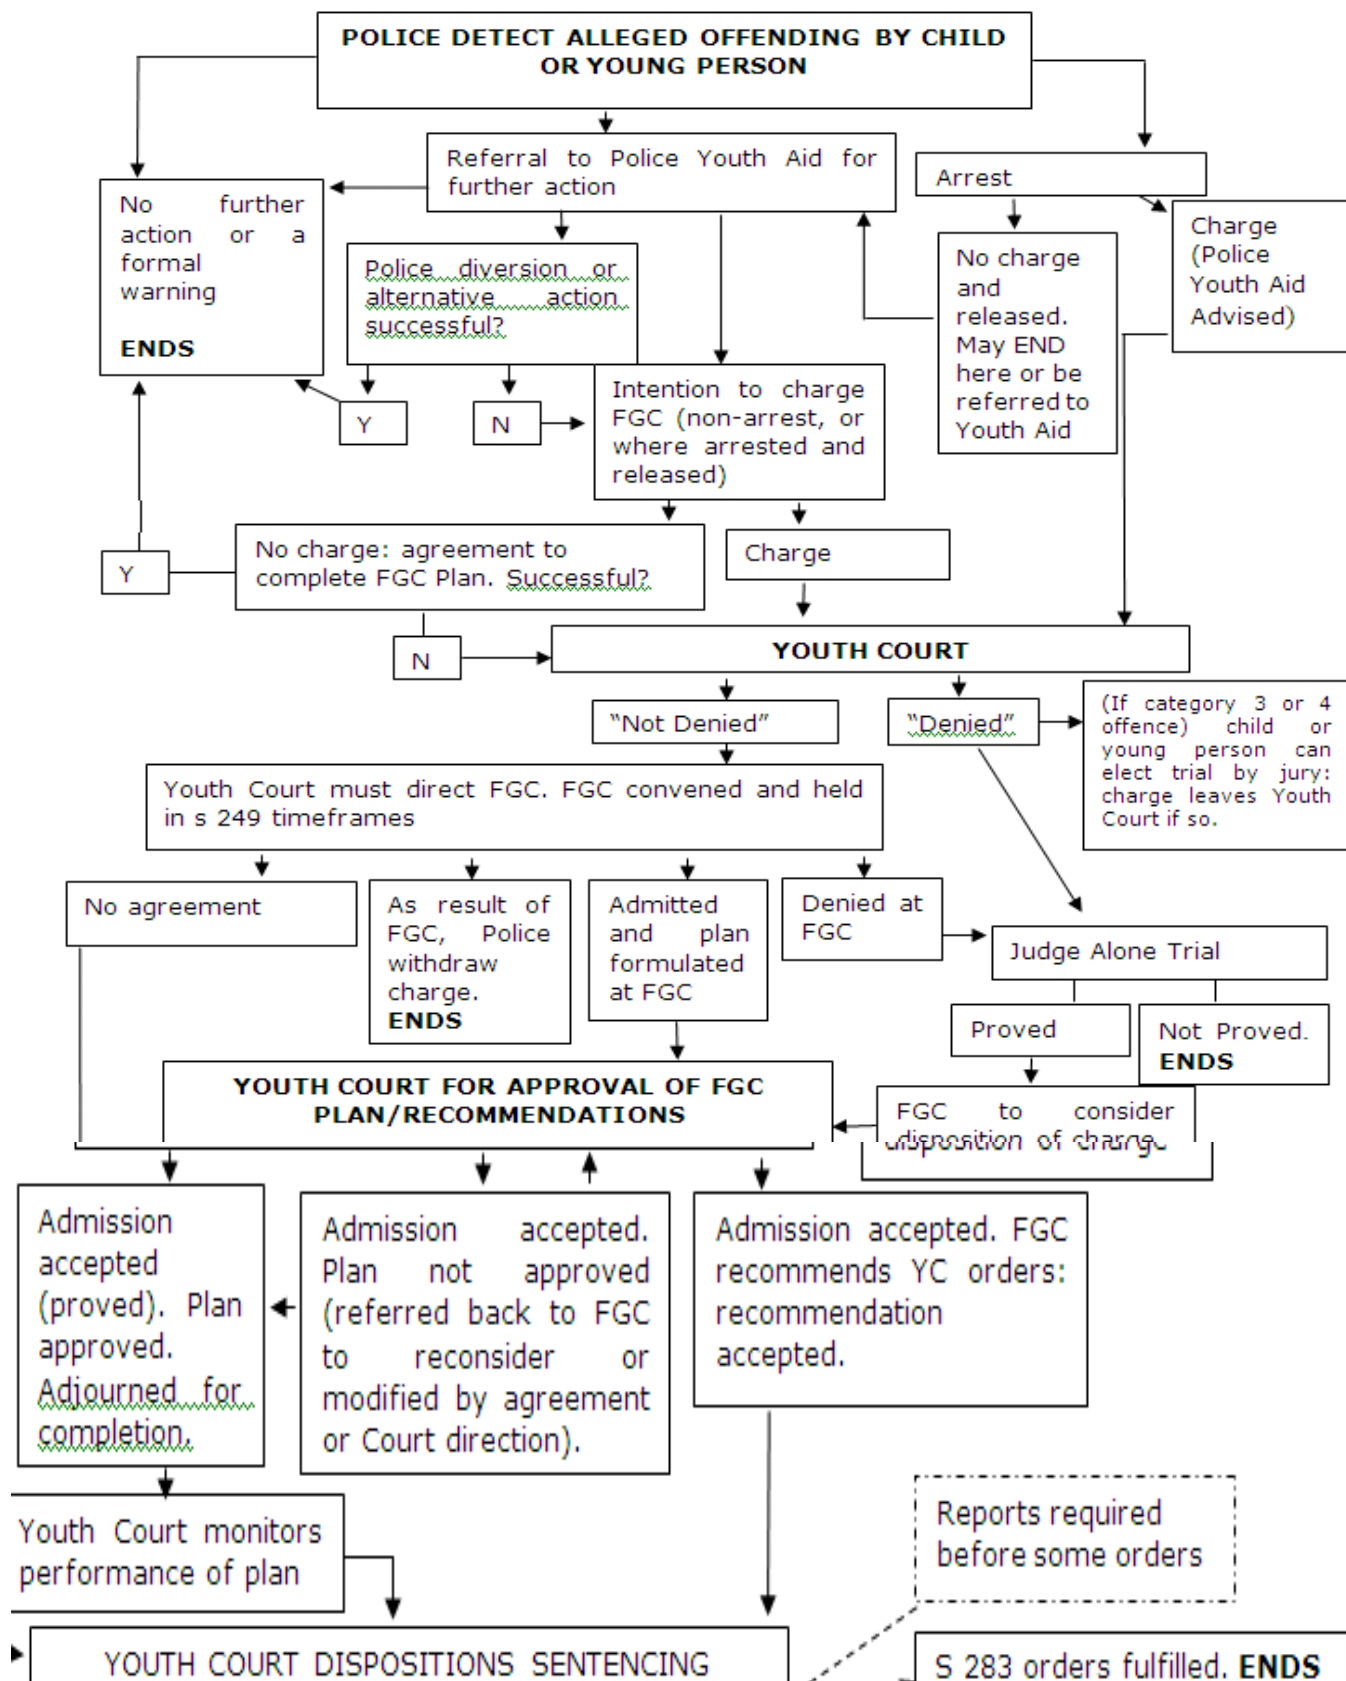 POLICE DETECT ALLEGED OFFENDING BY CHILD
OR YOUNG PERSON
Referral to Police Youth Aid for
further action
Arrest
No further
action or a
formal
warning
ENDS
Charge
(Police
Youth Aid
Advised)
Police diversion or
alternative action
successful?
No charge
and
released.
May END
here or be
referred to
Youth Aid
Intention to charge
FGC (non-arrest, or
where arrested and
released)
Y
N
No charge: agreement to
complete FGC Plan. Successful?
Charge
Y
N
YOUTH COURT
“Not Denied”
“Denied”
(If category 3 or 4
offence) child or
young person can
elect trial by jury:
charge leaves Youth
Court if so.
Youth Court must direct FGC. FGC convened and held
in s 249 timeframes
No agreement
As result of
FGC, Police
withdraw
charge.
ENDS
Admitted
and plan
formulated
at FGC
Denied at
FGC
Judge Alone Trial
Proved
Not Proved.
ENDS
YOUTH COURT FOR APPROVAL OF FGC
PLAN/RECOMMENDATIONS
FGC to consider
disposition of charge
Admission
accepted
(proved). Plan
approved.
Adjourned for
completion.
Admission accepted.
Plan not approved
(referred back to FGC
to reconsider or
modified by agreement
or Court direction).
Admission accepted. FGC
recommends YC orders:
recommendation
accepted.
Youth Court monitors
performance of plan
Reports required
before some orders
YOUTH COURT DISPOSITIONS SENTENCING
S 283 orders fulfilled. ENDS